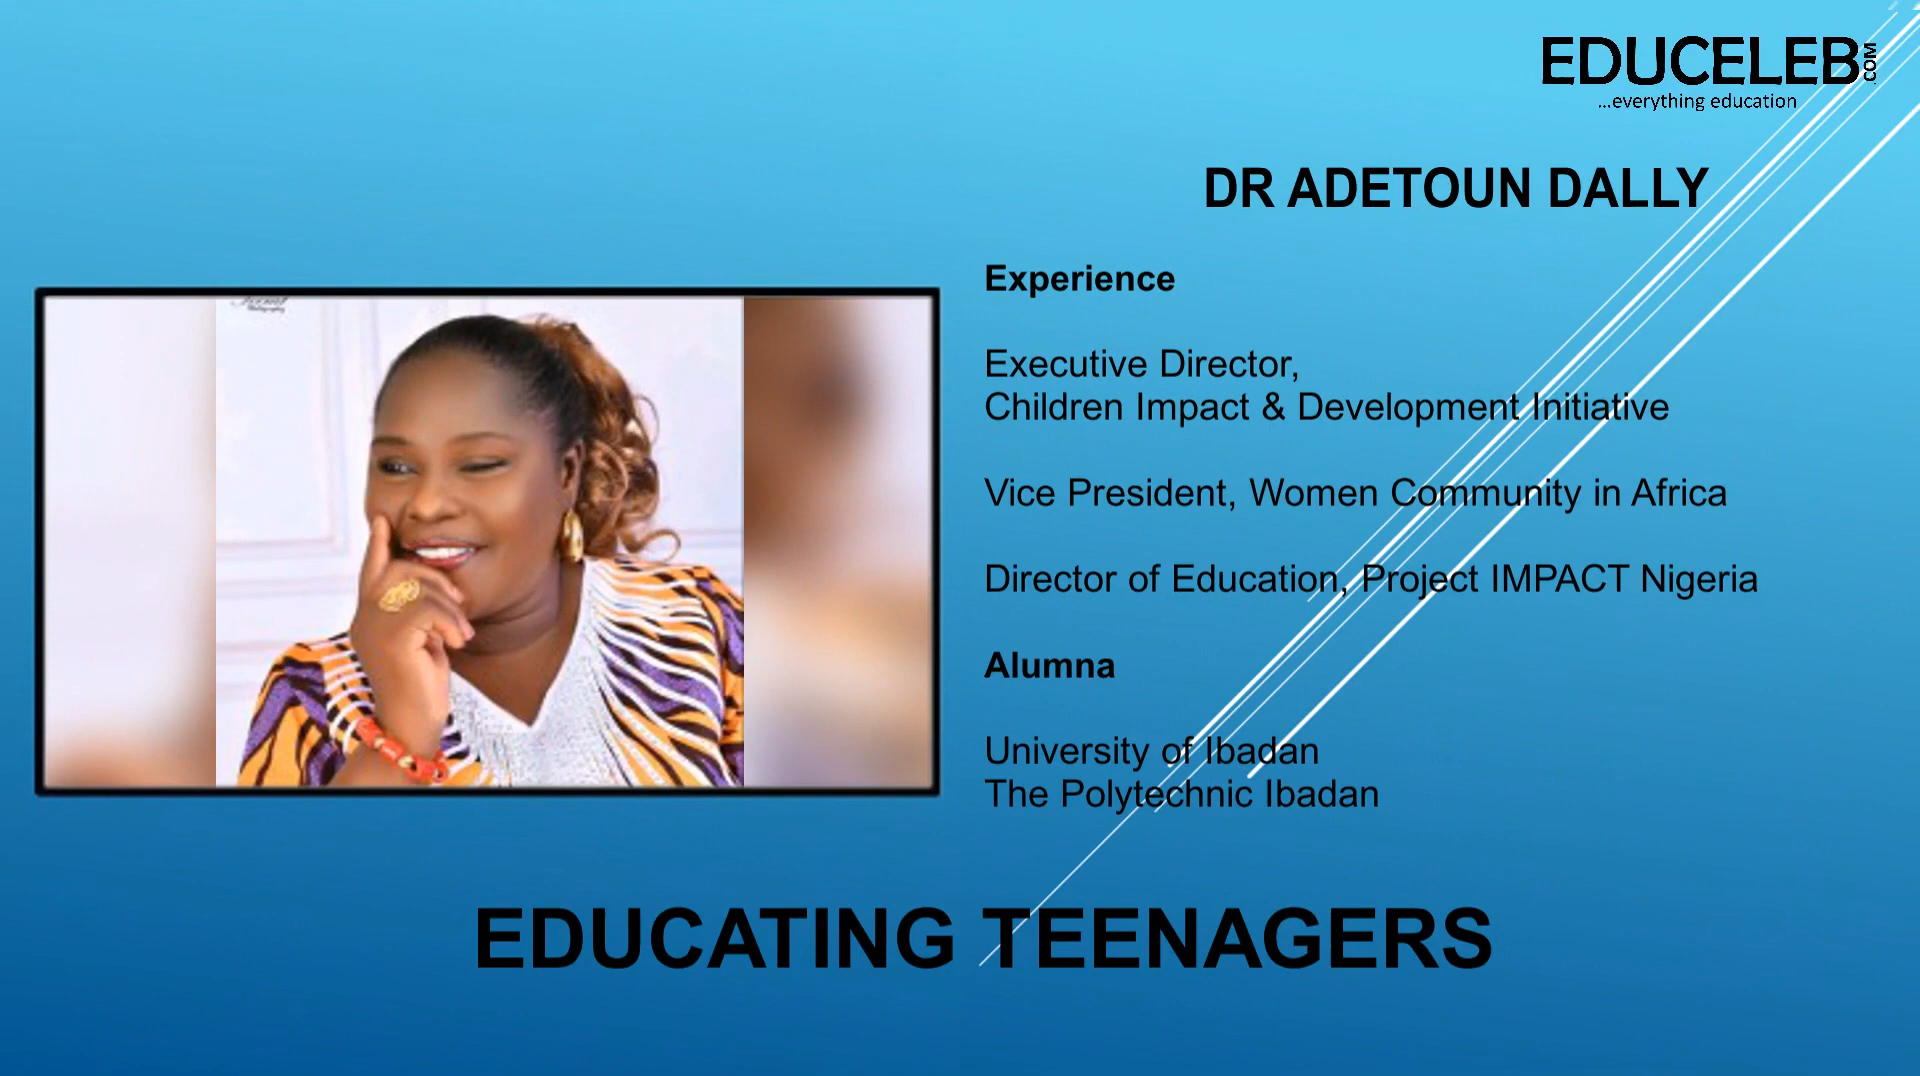 EDUCELEB.COM
...everything education
DR ADETOUN DALLY
Experience
Executive Director,
Children Impact & Development Initiative
Vice President, Women Community in Africa
Director of Education, Project IMPACT Nigeria
Alumna
University of Ibadan
The Polytechnic Ibadan
EDUCATING TEENAGERS